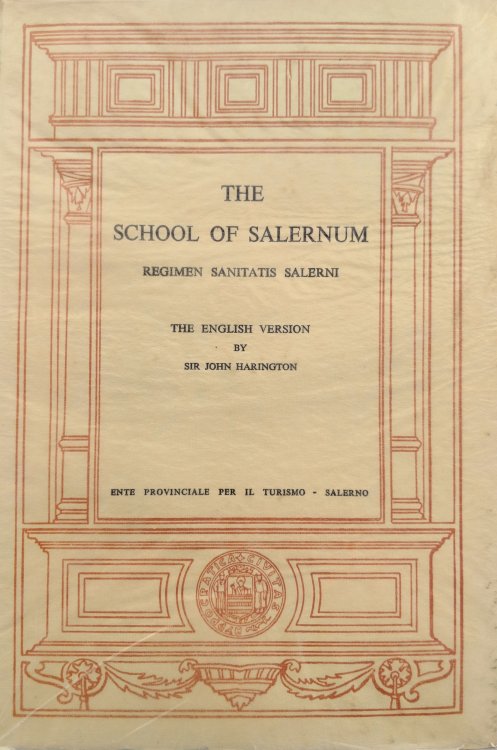 THE
SCHOOL OF SALERNUM
REGIMEN SANITATIS SALERNI
THE ENGLISH VERSION
BY
SIR JOHN HARINGTON
ENTE PROVINCIALE PER IL TURISMO - SALERNO
CIVITAS